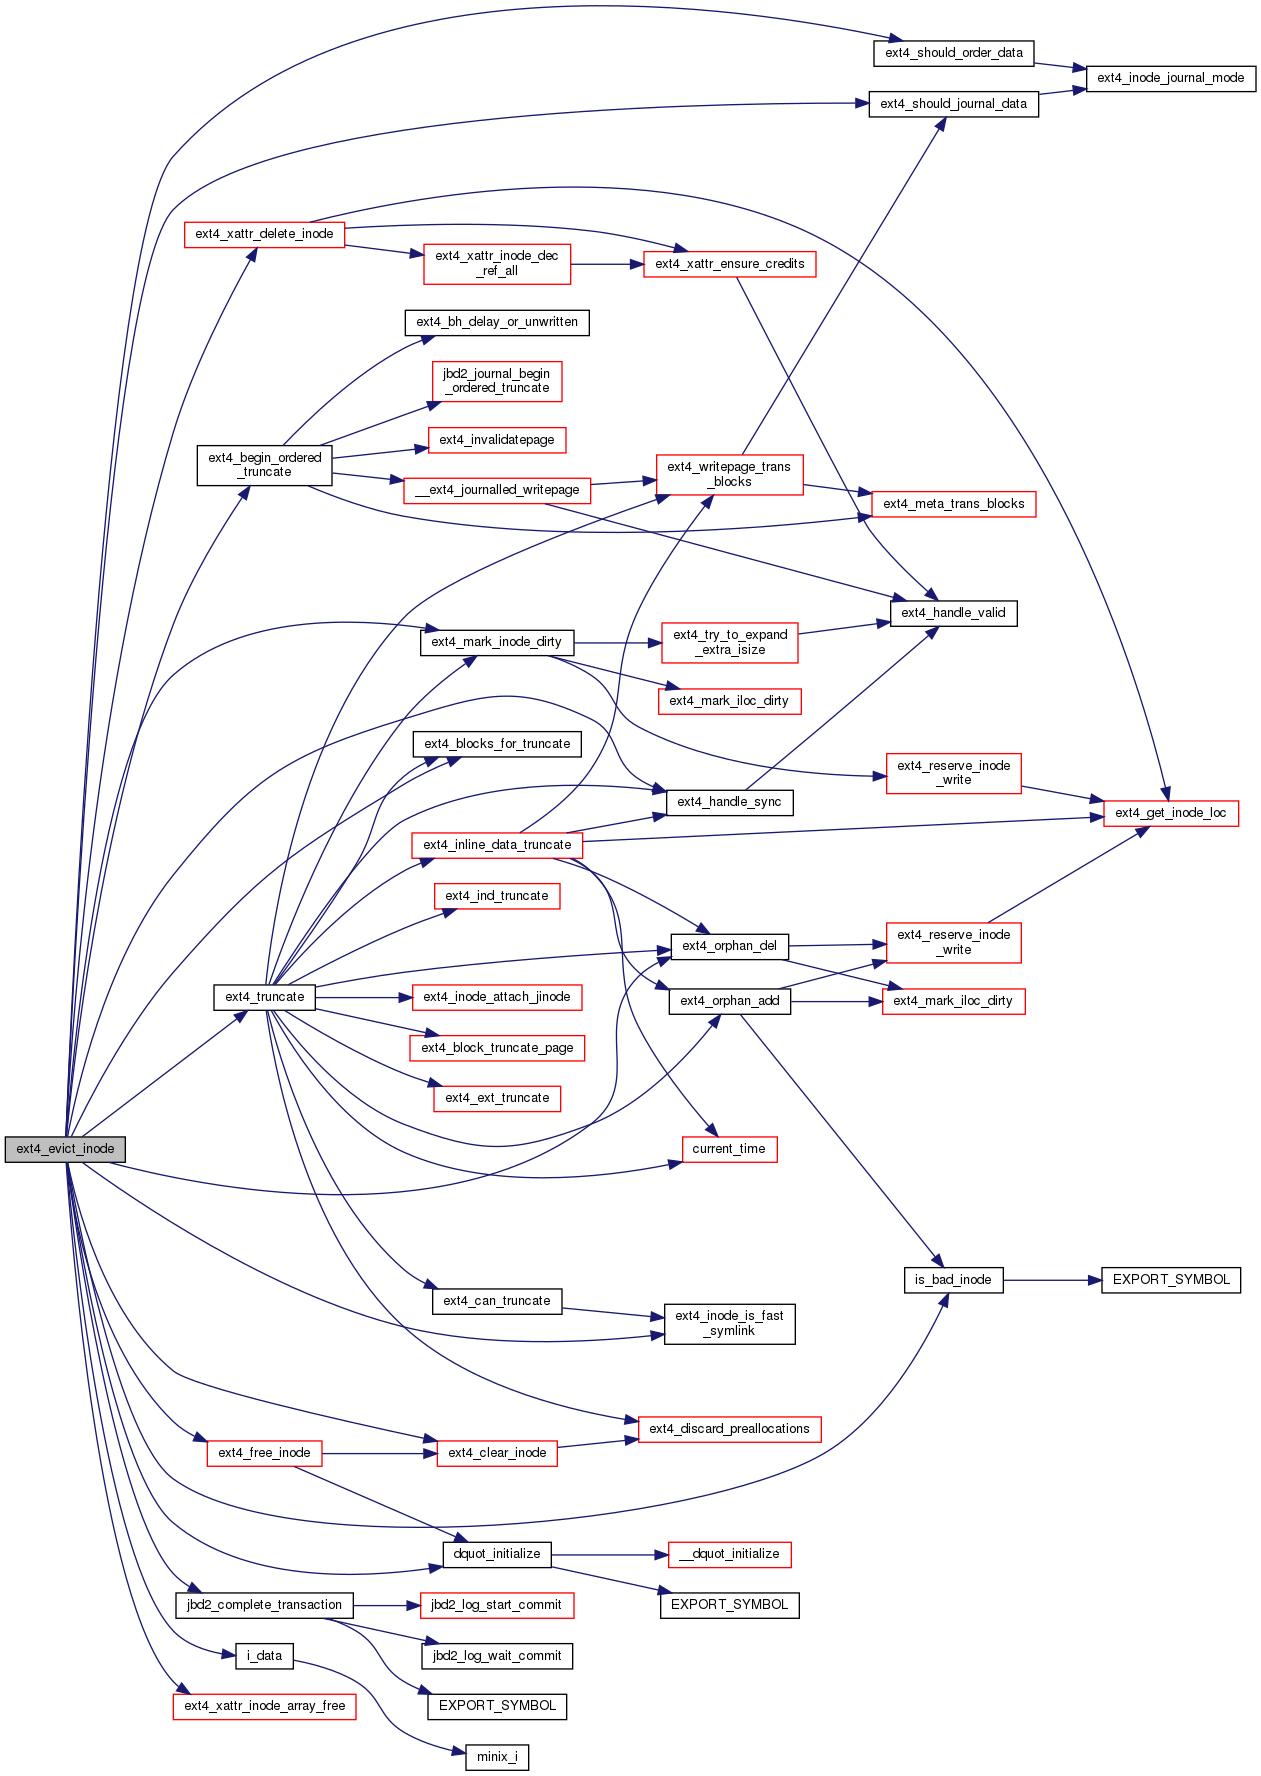 ext4_should_order_data
ext4_inode_journal_mode
ext4_should_journal_data
ext4_xattr_delete_inode
ext4_xattr_inode_dec
_ref_all
ext4_xattr_ensure_credits
ext4_bh_delay_or_unwritten
jbd2_journal_begin
_ordered_truncate
ext4_invalidatepage
ext4_begin_ordered
_truncate
ext4_writepage_trans
_blocks
__ext4_journalled_writepage
ext4_meta_trans_blocks
ext4_handle_valid
ext4_mark_inode_dirty
ext4_try_to_expand
_extra_isize
ext4_mark_iloc_dirty
ext4_blocks_for_truncate
ext4_reserve_inode
_write
ext4_handle_sync
ext4_get_inode_loc
ext4_inline_data_truncate
ext4_ind_truncate
ext4_orphan_del
ext4_reserve_inode
_write
ext4_truncate
ext4_inode_attach_jinode
ext4_orphan_add
ext4_mark_iloc_dirty
ext4_block_truncate_page
ext4_ext_truncate
ext4_evict_inode
current_time
is_bad_inode
EXPORT_SYMBOL
ext4_can_truncate
ext4_inode_is_fast
_symlink
ext4_discard_preallocations
ext4_free_inode
ext4_clear_inode
dquot_initialize
__dquot_initialize
jbd2_complete_transaction
jbd2_log_start_commit
EXPORT_SYMBOL
i_data
jbd2_log_wait_commit
ext4_xattr_inode_array_free
EXPORT_SYMBOL
minix_i